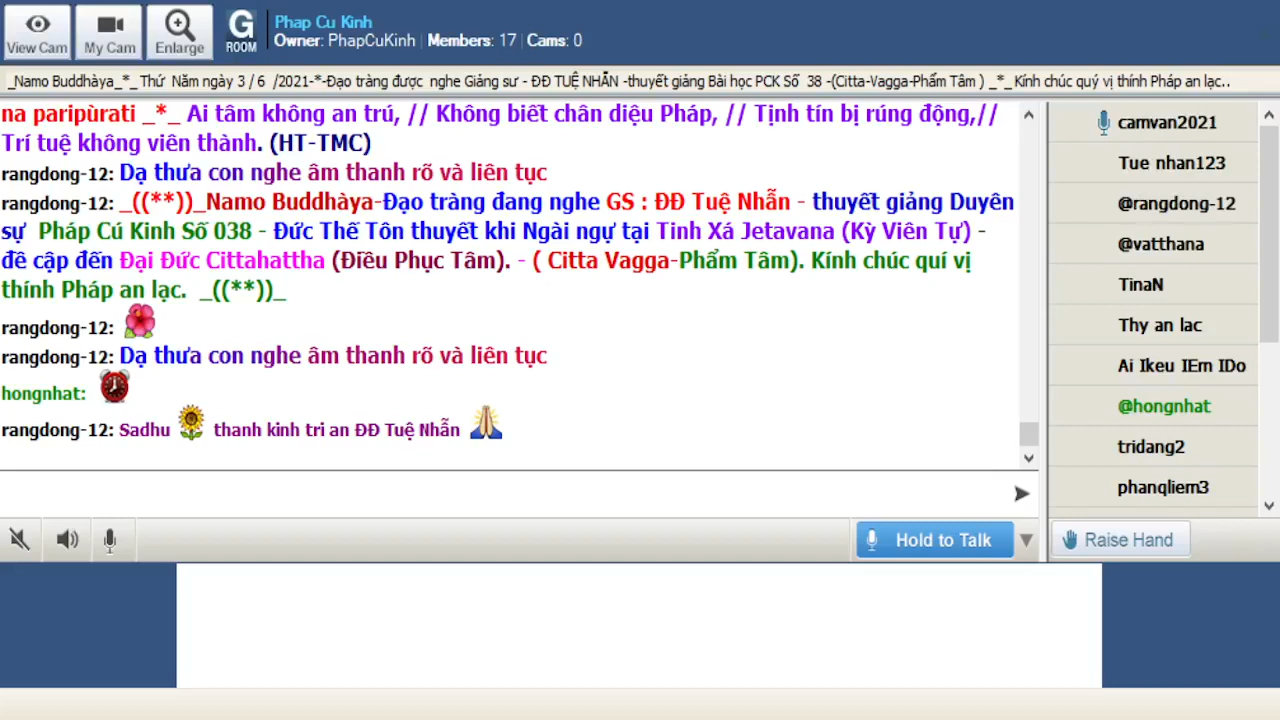 View Cam
My Cam
Enlarge
G
ROOM
Phap Cu Kinh
Owner: PhapCuKinh | Members: 17 | Cams: 0
_Namo Buddhàya_*_ Thứ Năm ngày 3 / 6 /2021-*-Đạo tràng được nghe Giảng sư - ĐĐ TUỆ NHẪN -thuyết giảng Bài học PCK Số 38 -(Citta-Vagga-Phẩm Tâm ) _*_ Kính chúc quý vị thính Pháp an lạc..
na paripùrati _*_ Ai tâm không an trú, // Không biết chân diệu Pháp, // Tịnh tín bị rúng động,//
Trí tuệ không viên thành. (HT-TMC)
rangdong-12: Dạ thưa con nghe âm thanh rõ và liên tục
rangdong-12: _((**))_Namo Buddhàya-Đạo tràng đang nghe GS : ĐĐ Tuệ Nhẫn - thuyết giảng Duyên
sự Pháp Cú Kinh Số 038 - Đức Thế Tôn thuyết khi Ngài ngự tại Tinh Xá Jetavana (Kỳ Viên Tự) -
đề cập đến Đại Đức Cittahattha (Điều Phục Tâm). - ( Citta Vagga-Phẩm Tâm). Kính chúc quí vị
thính Pháp an lạc. _((**))_
rangdong-12:
rangdong-12: Dạ thưa con nghe âm thanh rõ và liên tục
hongnhat:
rangdong-12: Sadhu thanh kinh tri an ĐĐ Tuệ Nhẫn
camvan2021
Tue nhan123
@rangdong-12
@vatthana
TinaN
Thy an lac
Ai Ikeu IEm IDo
@hongnhat
tridang2
phanqliem3
Hold to Talk
Raise Hand